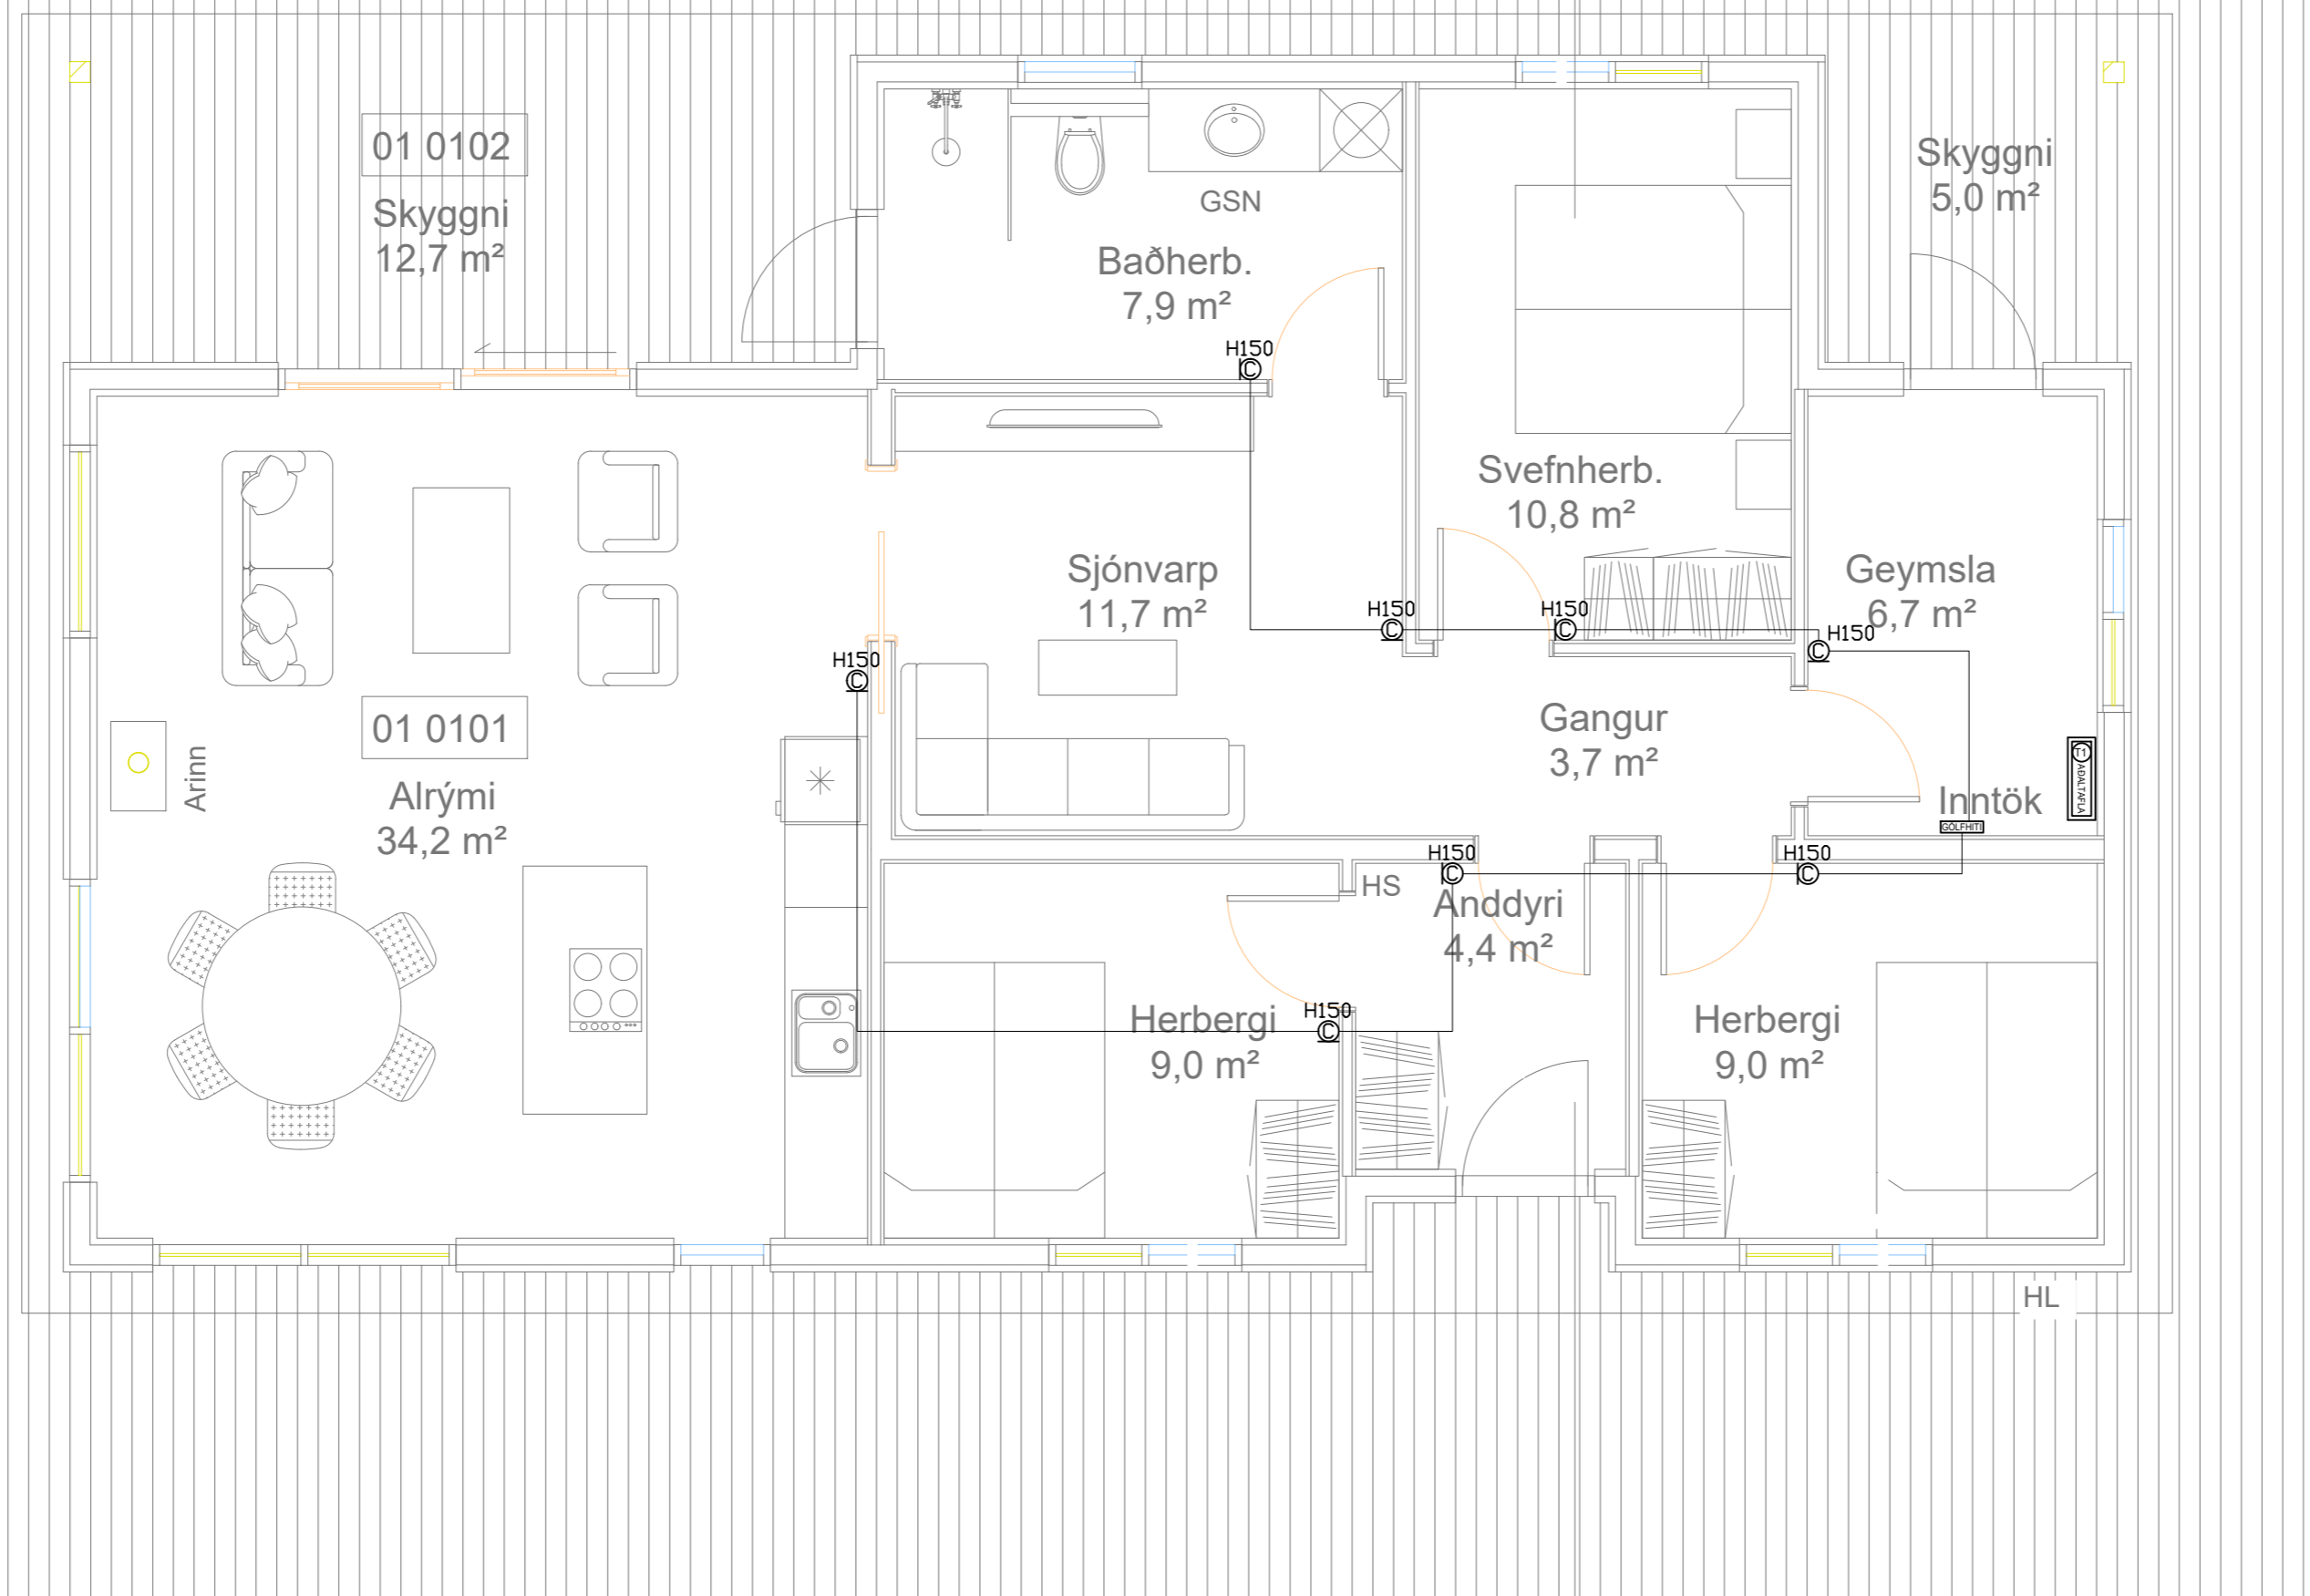 01 0102
Skyggni
12,7 m²
GSN
Baðherb.
7,9 m²
H150
C
Skyggni
5,0 m²
Svefnherb.
10,8 m²
Sjónvarp
11,7 m²
H150
C
H150
C
Geymsla
6,7 m²
H150
C
H150
C
01 0101
Arinn
Alrými
34,2 m²
Gangur
3,7 m²
T1
AÐALTAFLA
Inntök
GÓLFHITI
H150
C
HS
H150
C
Anddyri
4,4 m²
Herbergi
9,0 m²
H150
C
Herbergi
9,0 m²
HL